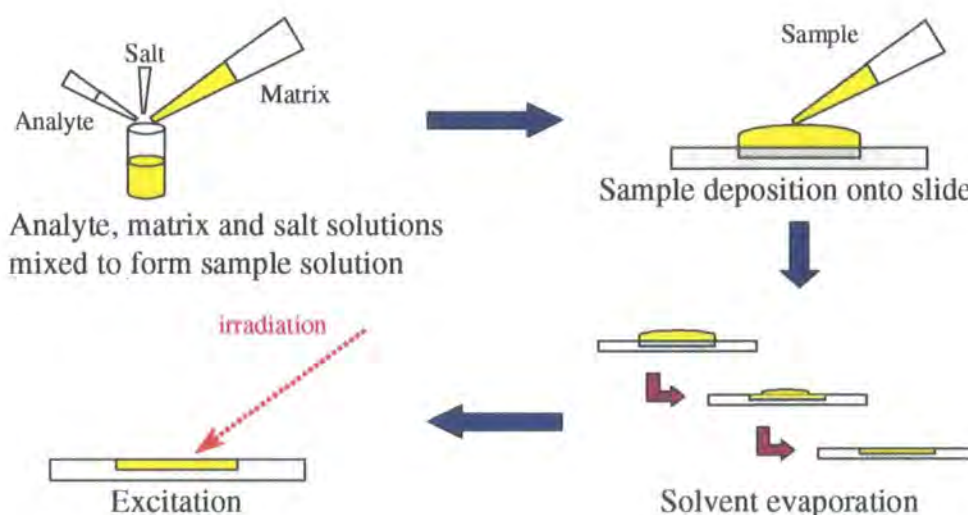 Salt
Analyte
Matrix
Analyte, matrix and salt solutions
mixed to form sample solution
Sample
Sample deposition onto slide
irradiation
Excitation
Solvent evaporation